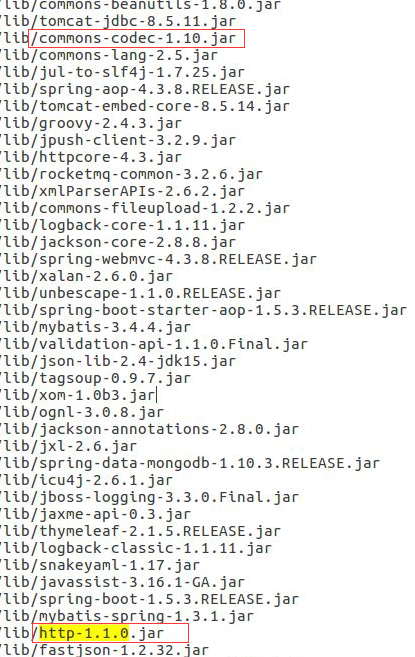 /lib/commons-beanutils-1.8.0.jar
/lib/tomcat-jdbc-8.5.11.jar
/lib/commons-codec-1.10.jar
/lib/commons-lang-2.5.jar
/lib/jul-to-slf4j-1.7.25.jar
/lib/spring-aop-4.3.8.RELEASE.jar
/lib/tomcat-embed-core-8.5.14.jar
/lib/groovy-2.4.3.jar
/lib/jpush-client-3.2.9.jar
/lib/httpcore-4.3.jar
/lib/rocketmq-common-3.2.6.jar
/lib/xmlParserAPIs-2.6.2.jar
/lib/commons-fileupload-1.2.2.jar
/lib/logback-core-1.1.11.jar
/lib/jackson-core-2.8.8.jar
/lib/spring-webmvc-4.3.8.RELEASE.jar
/lib/xalan-2.6.0.jar
/lib/unbescape-1.1.0.RELEASE.jar
/lib/spring-boot-starter-aop-1.5.3.RELEASE.jar
/lib/mybatis-3.4.4.jar
/lib/validation-api-1.1.0.Final.jar
/lib/json-lib-2.4-jdk15.jar
/lib/tagsoup-0.9.7.jar
/lib/xom-1.0b3.jar
/lib/ognl-3.0.8.jar
/lib/jackson-annotations-2.8.0.jar
/lib/jxl-2.6.jar
/lib/spring-data-mongodb-1.10.3.RELEASE.jar
/lib/icu4j-2.6.1.jar
/lib/jboss-logging-3.3.0.Final.jar
/lib/jaxme-api-0.3.jar
/lib/thymeleaf-2.1.5.RELEASE.jar
/lib/logback-classic-1.1.11.jar
/lib/snakeyaml-1.17.jar
/lib/javassist-3.16.1-GA.jar
/lib/spring-boot-1.5.3.RELEASE.jar
/lib/mybatis-spring-1.3.1.jar
/lib/http-1.1.0.jar
/lib/fastjson-1.2.32.jar